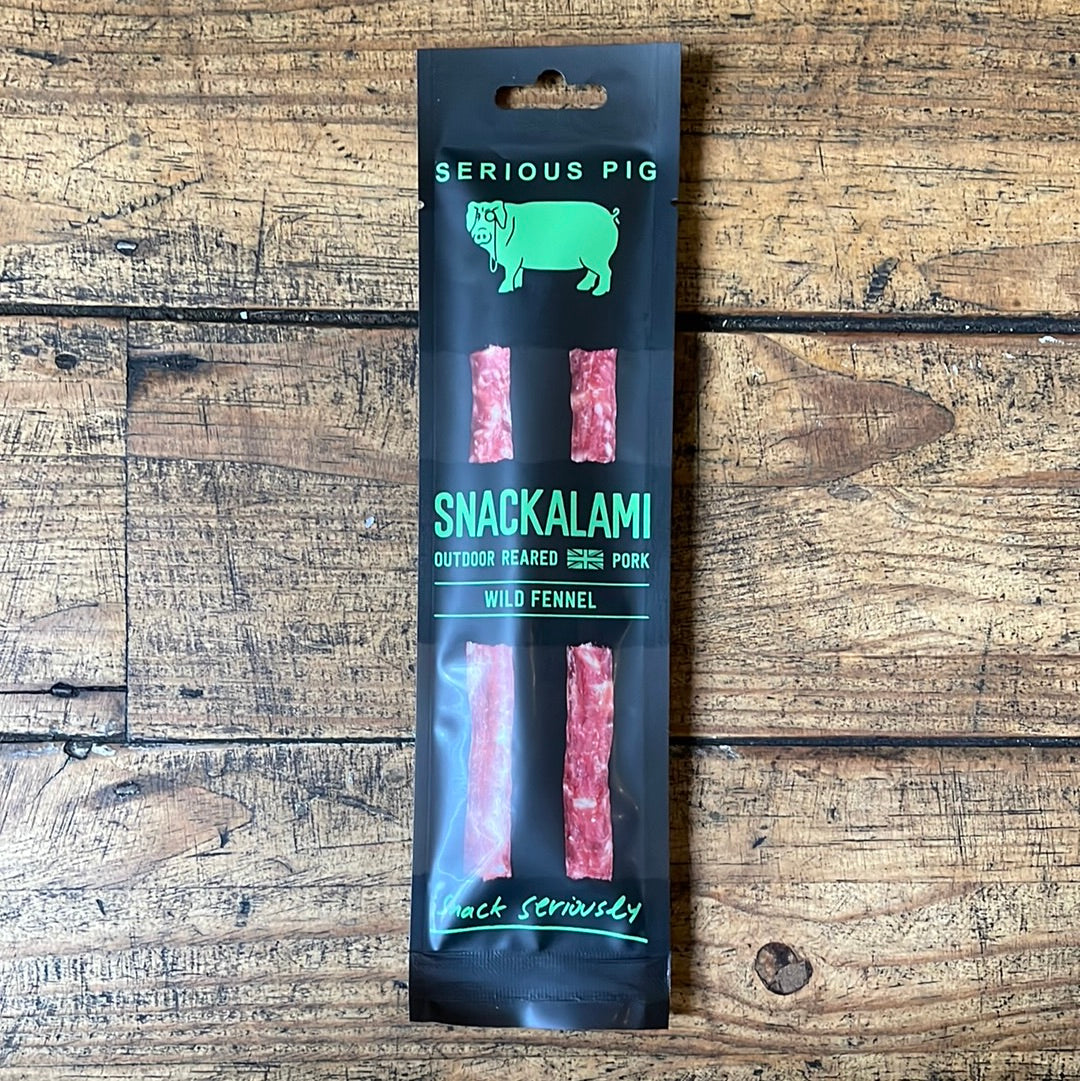 SERIOUS PIG
SNACKALAMI
OUTDOOR REARED PORK
WILD FENNEL
Snack seriously